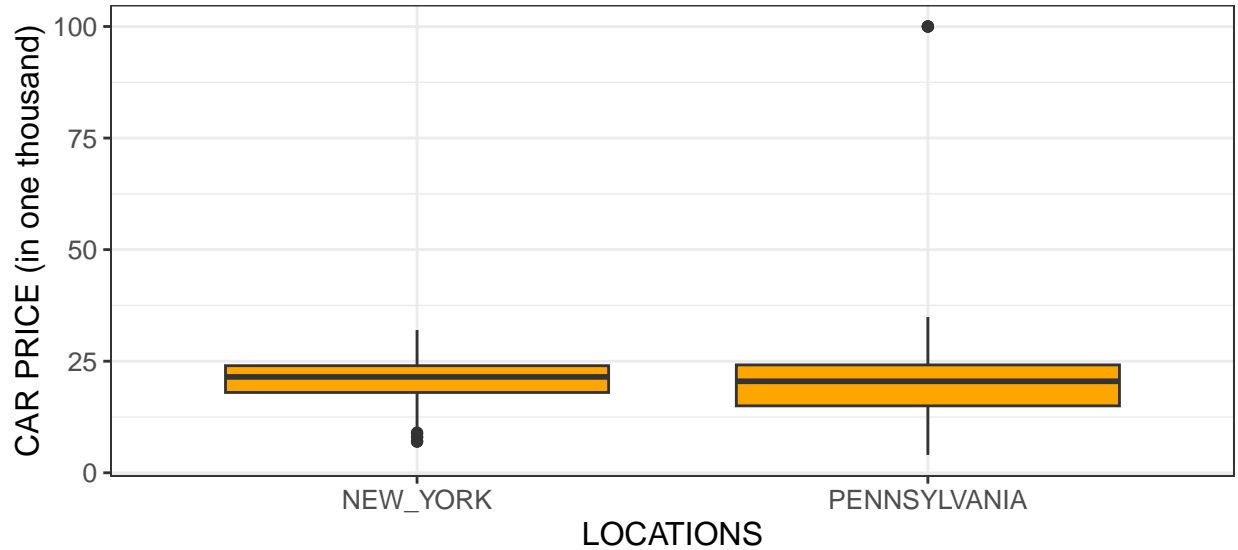 CAR PRICE (in one thousand)
100
75
50
25
0
NEW_YORK
PENNSYLVANIA
LOCATIONS